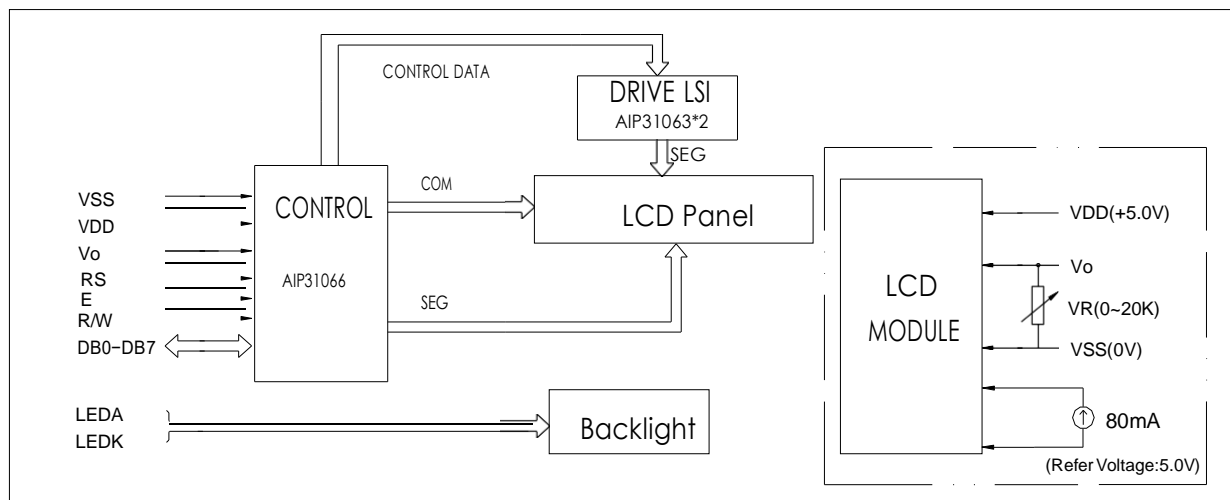 CONTROL DATA
DRIVE LSI
AIP31063*2
SEG
VSS
VDD
Vo
RS
E
R/W
DB0-DB7
CONTROL
AIP31066
COM
SEG
LCD Panel
LEDA
LEDK
Backlight
LCD
MODULE
VDD(+5.0V)
Vo
VR(0~20K)
VSS(0V)
80mA
(Refer Voltage:5.0V)